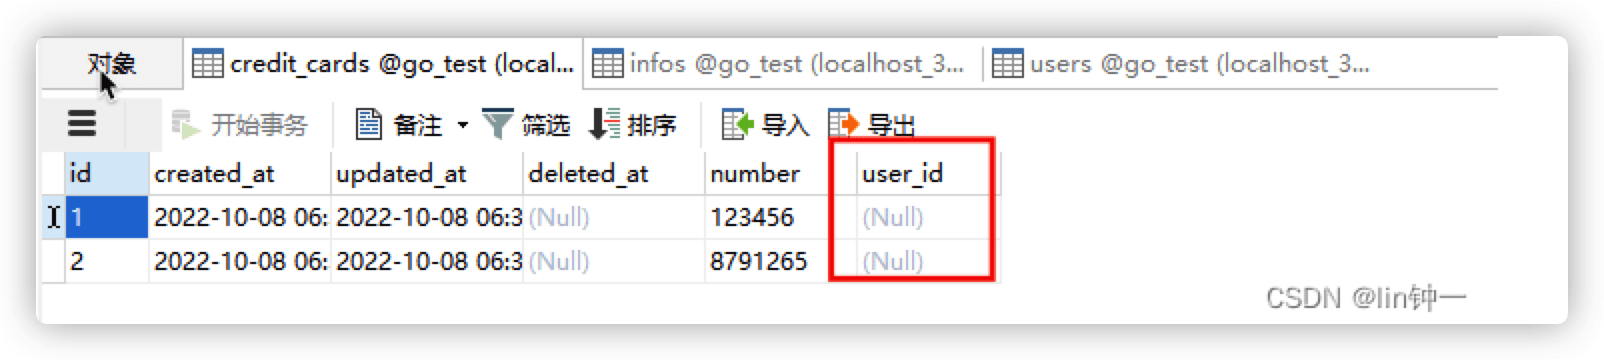 对象 credit_cards @go_test (local... infos @go_test (localhost_3... users @go_test (localhost_3...
开始事务 备注 筛选 排序 导入 导出
id created_at updated_at deleted_at number user_id
1 2022-10-08 06: 2022-10-08 06:3 (Null) 123456 (Null)
2 2022-10-08 06: 2022-10-08 06:3 (Null) 8791265 (Null)
CSDN @lin钟一